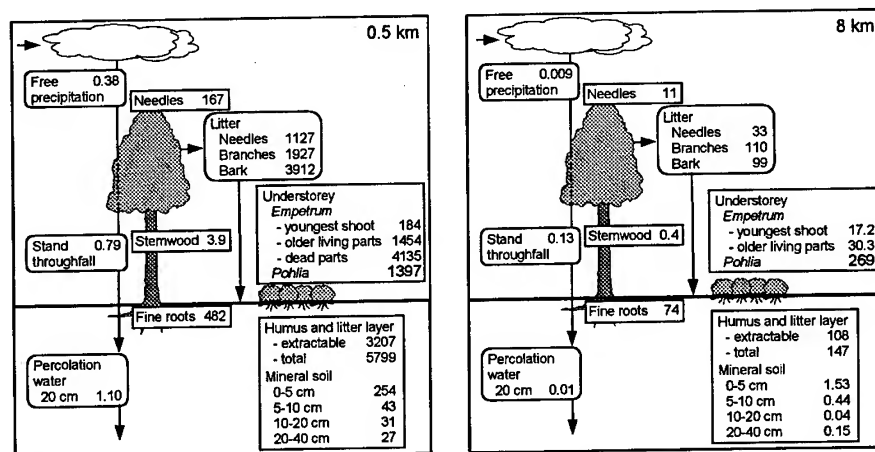 0.5 km
Free 0.38
precipitation
Needles 167
Litter
Needles 1127
Branches 1927
Bark 3912
Understorey
Empetrum
- youngest shoot 184
- older living parts 1454
- dead parts 4135
Pohlia 1397
Stand 0.79
throughfall
Stemwood 3.9
Fine roots 482
Humus and litter layer
- extractable 3207
- total 5799
Mineral soil
0-5 cm 254
5-10 cm 43
10-20 cm 31
20-40 cm 27
Percolation
water
20 cm 1.10
8 km
Free 0.009
precipitation
Needles 11
Litter
Needles 33
Branches 110
Bark 99
Understorey
Empetrum
- youngest shoot 17.2
- older living parts 30.3
Pohlia 269
Stand 0.13
throughfall
Stemwood 0.4
Fine roots 74
Humus and litter layer
- extractable 108
- total 147
Mineral soil
0-5 cm 1.53
5-10 cm 0.44
10-20 cm 0.04
20-40 cm 0.15
Percolation
water
20 cm 0.01